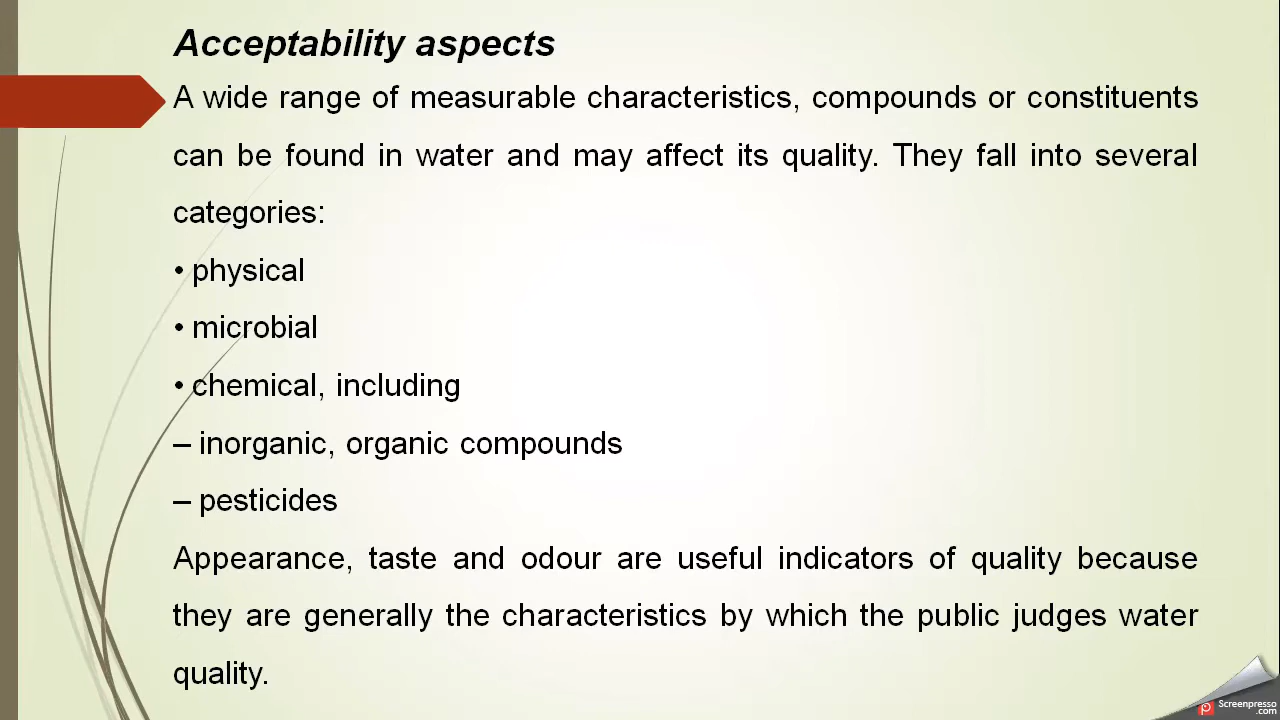 Acceptability aspects
A wide range of measurable characteristics, compounds or constituents
can be found in water and may affect its quality. They fall into several
categories:
• physical
• microbial
• chemical, including
– inorganic, organic compounds
– pesticides
Appearance, taste and odour are useful indicators of quality because
they are generally the characteristics by which the public judges water
quality.
Screenpresso
.com